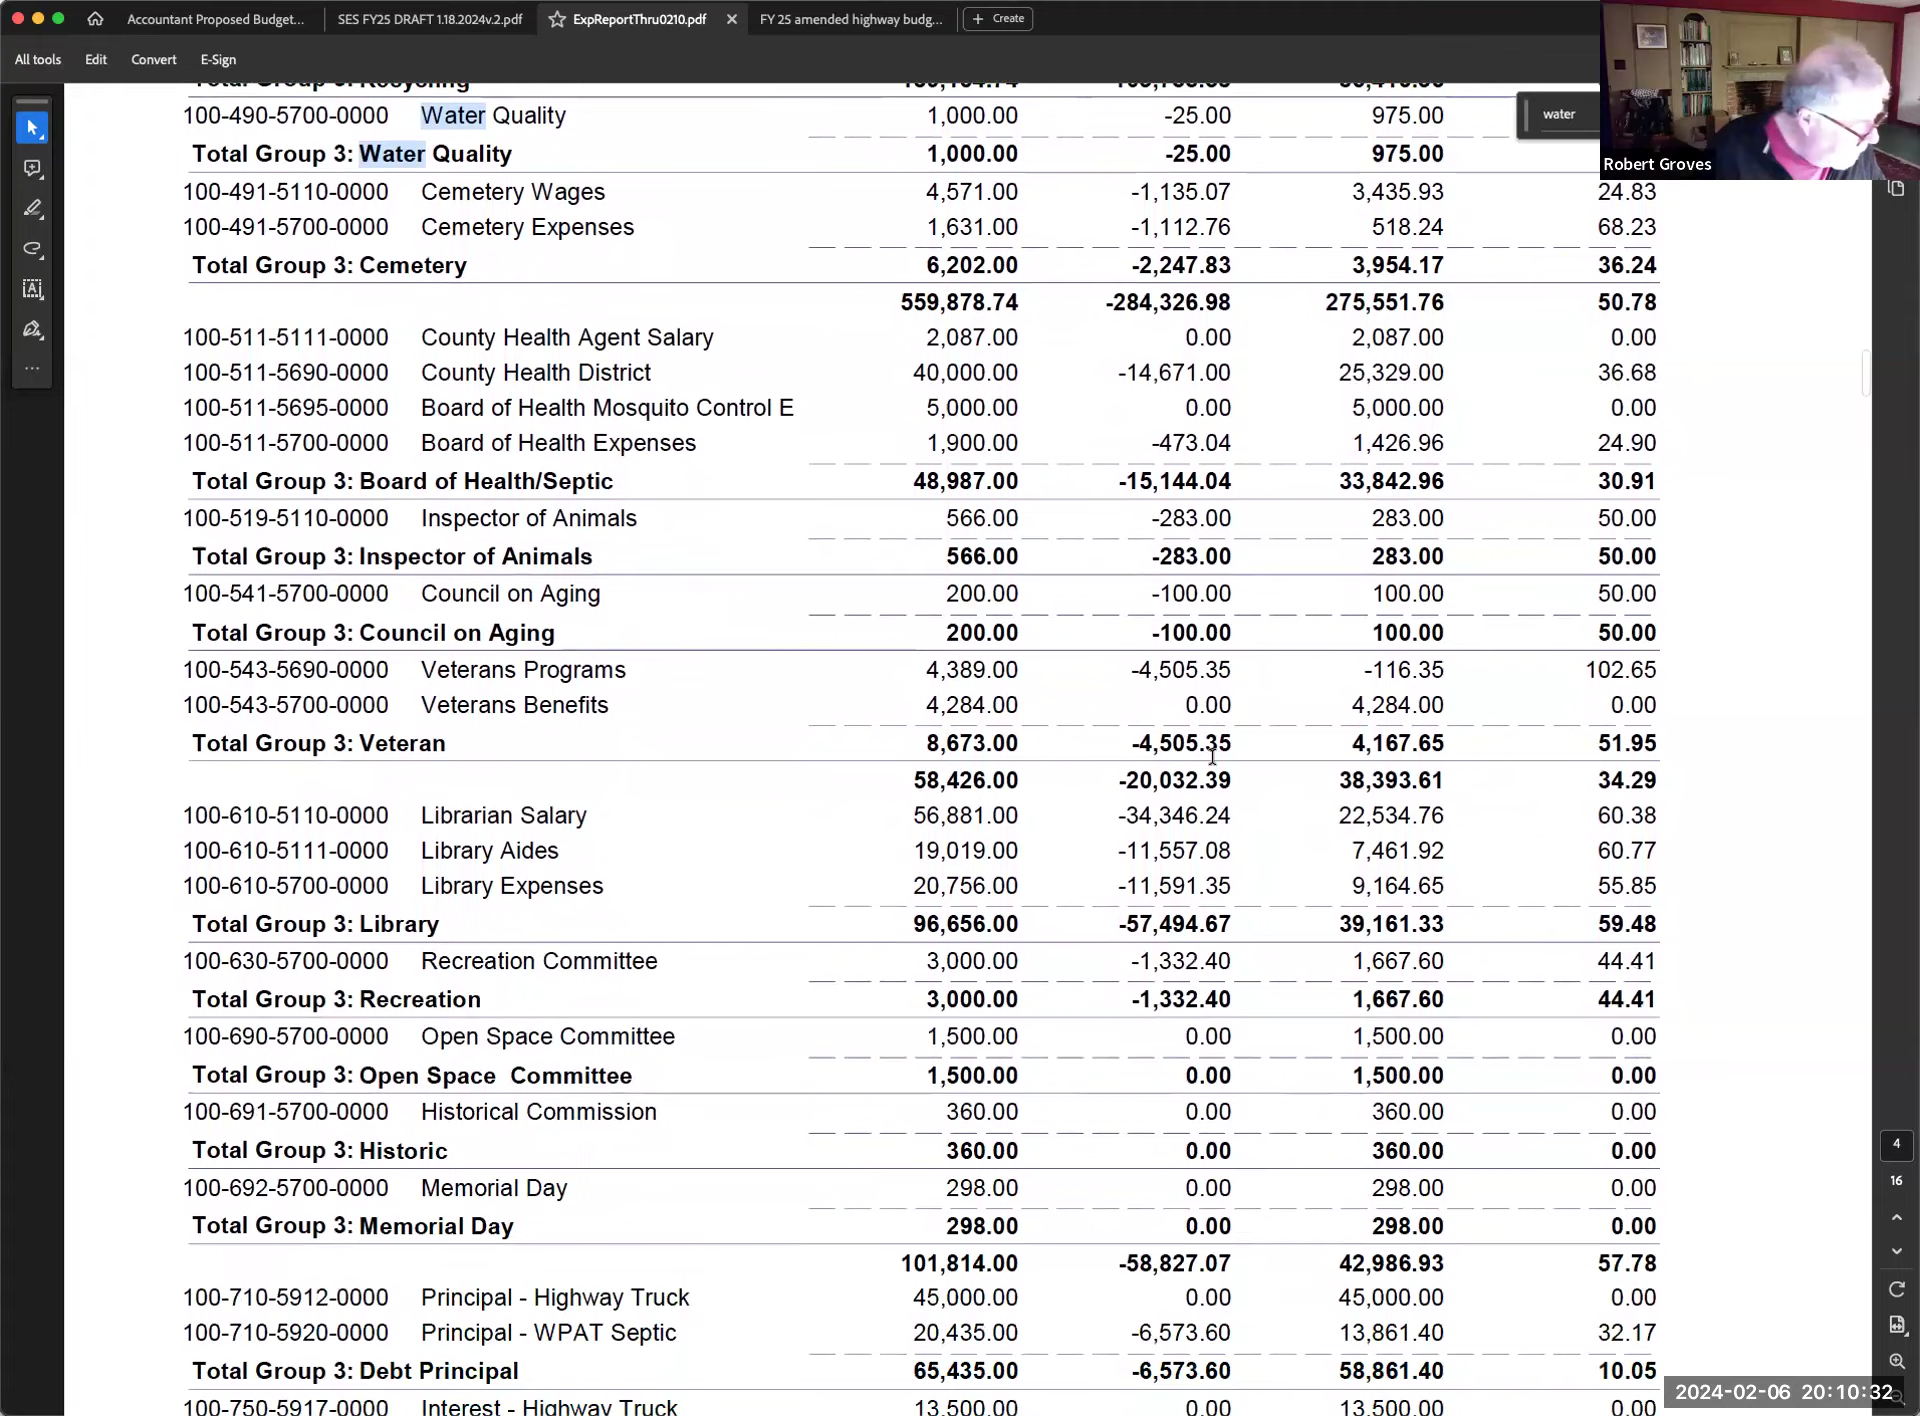 Accountant Proposed Budget...
SES FY25 DRAFT 1.18.2024v.2.pdf
ExpReportThru0210.pdf
FY 25 amended highway budg...
Create
All tools Edit Convert E-Sign
water
Robert Groves
100-490-5700-0000 Water Quality 1,000.00 -25.00 975.00
Total Group 3: Water Quality 1,000.00 -25.00 975.00
100-491-5110-0000 Cemetery Wages 4,571.00 -1,135.07 3,435.93 24.83
100-491-5700-0000 Cemetery Expenses 1,631.00 -1,112.76 518.24 68.23
Total Group 3: Cemetery 6,202.00 -2,247.83 3,954.17 36.24
559,878.74 -284,326.98 275,551.76 50.78
100-511-5111-0000 County Health Agent Salary 2,087.00 0.00 2,087.00 0.00
100-511-5690-0000 County Health District 40,000.00 -14,671.00 25,329.00 36.68
100-511-5695-0000 Board of Health Mosquito Control E 5,000.00 0.00 5,000.00 0.00
100-511-5700-0000 Board of Health Expenses 1,900.00 -473.04 1,426.96 24.90
Total Group 3: Board of Health/Septic 48,987.00 -15,144.04 33,842.96 30.91
100-519-5110-0000 Inspector of Animals 566.00 -283.00 283.00 50.00
Total Group 3: Inspector of Animals 566.00 -283.00 283.00 50.00
100-541-5700-0000 Council on Aging 200.00 -100.00 100.00 50.00
Total Group 3: Council on Aging 200.00 -100.00 100.00 50.00
100-543-5690-0000 Veterans Programs 4,389.00 -4,505.35 -116.35 102.65
100-543-5700-0000 Veterans Benefits 4,284.00 0.00 4,284.00 0.00
Total Group 3: Veteran 8,673.00 -4,505.35 4,167.65 51.95
58,426.00 -20,032.39 38,393.61 34.29
100-610-5110-0000 Librarian Salary 56,881.00 -34,346.24 22,534.76 60.38
100-610-5111-0000 Library Aides 19,019.00 -11,557.08 7,461.92 60.77
100-610-5700-0000 Library Expenses 20,756.00 -11,591.35 9,164.65 55.85
Total Group 3: Library 96,656.00 -57,494.67 39,161.33 59.48
100-630-5700-0000 Recreation Committee 3,000.00 -1,332.40 1,667.60 44.41
Total Group 3: Recreation 3,000.00 -1,332.40 1,667.60 44.41
100-690-5700-0000 Open Space Committee 1,500.00 0.00 1,500.00 0.00
Total Group 3: Open Space Committee 1,500.00 0.00 1,500.00 0.00
100-691-5700-0000 Historical Commission 360.00 0.00 360.00 0.00
Total Group 3: Historic 360.00 0.00 360.00 0.00
100-692-5700-0000 Memorial Day 298.00 0.00 298.00 0.00
Total Group 3: Memorial Day 298.00 0.00 298.00 0.00
101,814.00 -58,827.07 42,986.93 57.78
100-710-5912-0000 Principal - Highway Truck 45,000.00 0.00 45,000.00 0.00
100-710-5920-0000 Principal - WPAT Septic 20,435.00 -6,573.60 13,861.40 32.17
Total Group 3: Debt Principal 65,435.00 -6,573.60 58,861.40 10.05
100-750-5917-0000 Interest - Highway Truck 13,500.00 0.00 13,500.00 0.00
4
16
2024-02-06 20:10:32